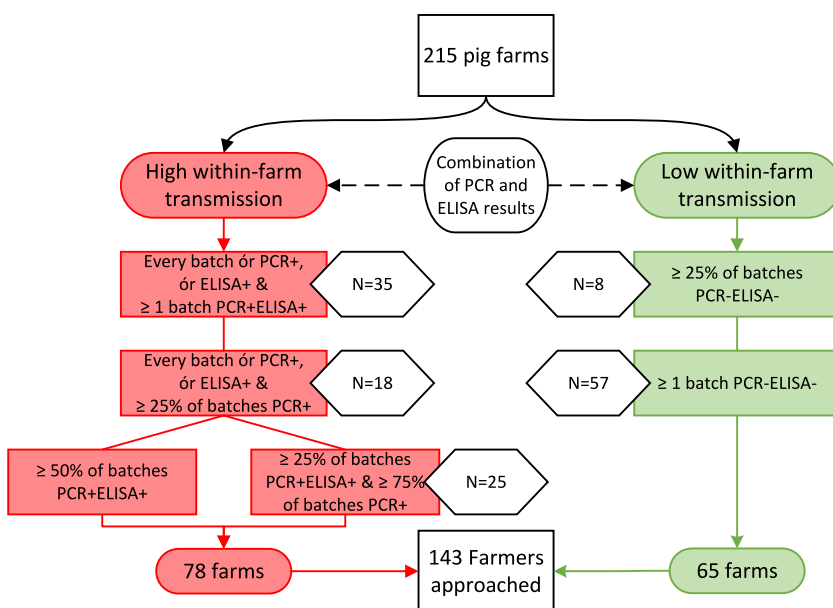 215 pig farms
High within-farm
transmission
Combination
of PCR and
ELISA results
Low within-farm
transmission
Every batch ór PCR+,
ór ELISA+ &
≥ 1 batch PCR+ELISA+
N=35
N=8
≥ 25% of batches
PCR-ELISA-
Every batch ór PCR+,
ór ELISA+ &
≥ 25% of batches PCR+
N=18
N=57
≥ 1 batch PCR-ELISA-
≥ 50% of batches
PCR+ELISA+
≥ 25% of batches
PCR+ELISA+ & ≥ 75%
of batches PCR+
N=25
78 farms
143 Farmers
approached
65 farms